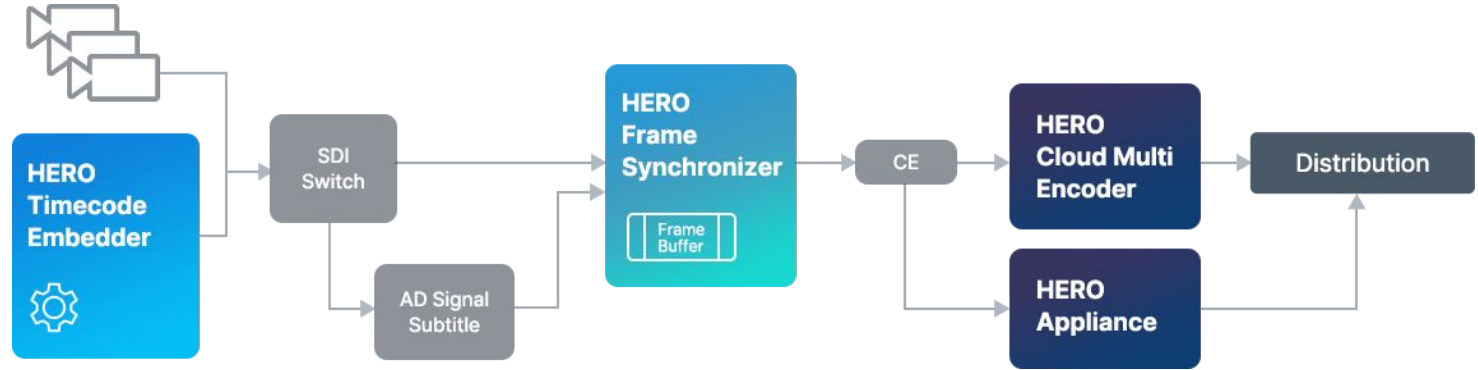 HERO
Timecode
Embedder
SDI
Switch
AD Signal
Subtitle
HERO
Frame
Synchronizer
Frame
Buffer
CE
HERO
Cloud Multi
Encoder
HERO
Appliance
Distribution